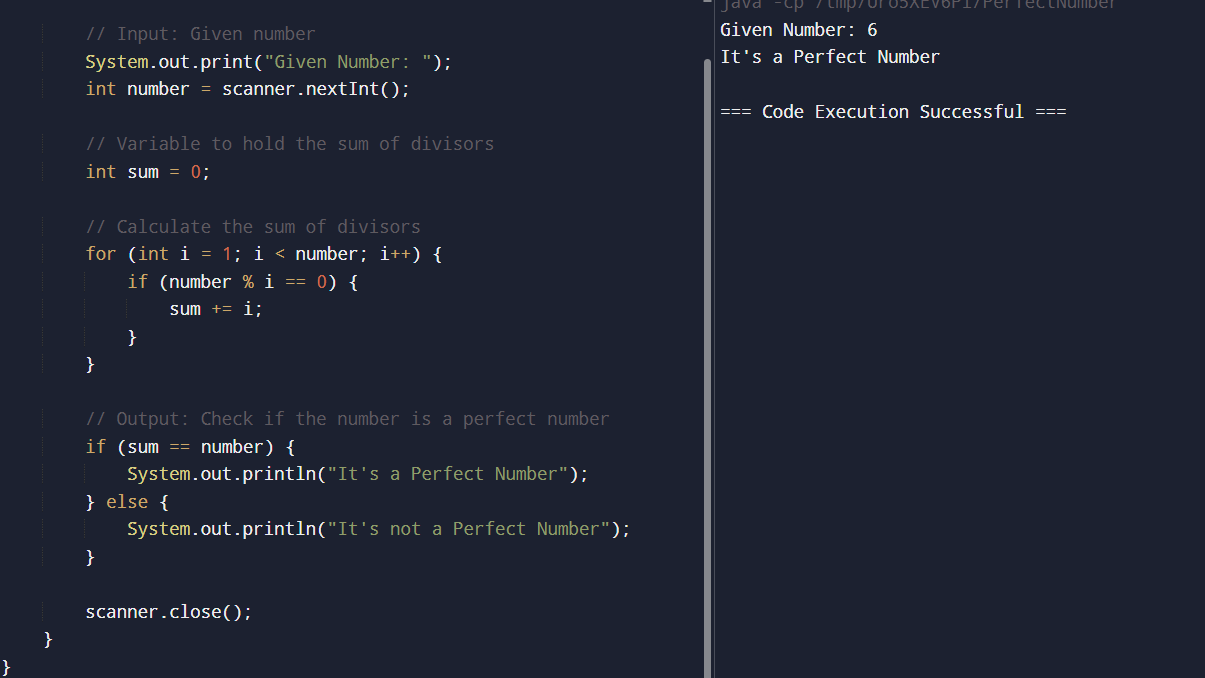 // Input: Given number
System.out.print("Given Number: ");
int number = scanner.nextInt();
// Variable to hold the sum of divisors
int sum = 0;
// Calculate the sum of divisors
for (int i = 1; i < number; i++) {
if (number % i == 0) {
sum += i;
}
}
// Output: Check if the number is a perfect number
if (sum == number) {
System.out.println("It's a Perfect Number");
} else {
System.out.println("It's not a Perfect Number");
}
scanner.close();
}
}
java -cp
Given Number: 6
It's a Perfect Number
=== Code Execution Successful ===